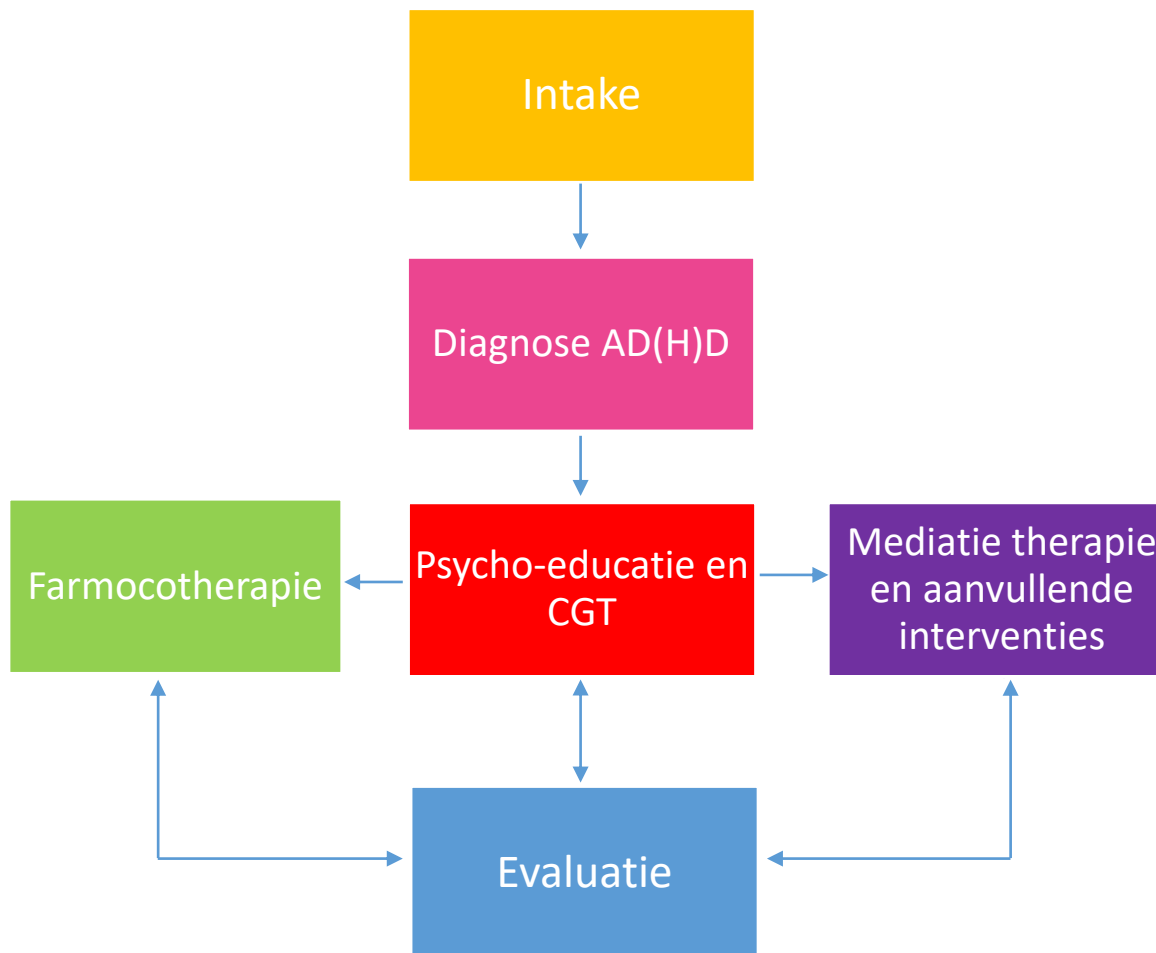 Intake
Diagnose AD(H)D
Farmocotherapie
Psycho-educatie en
CGT
Mediatie therapie
en aanvullende
interventies
Evaluatie